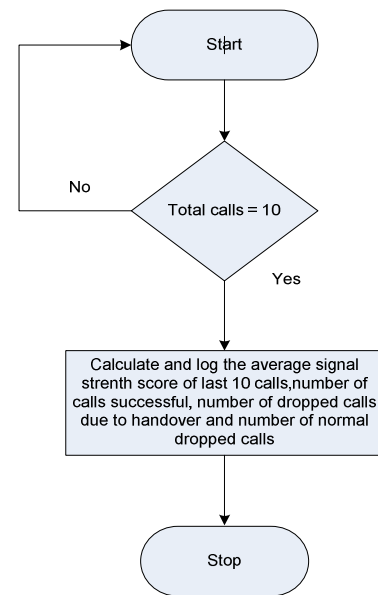 Start
Total calls = 10
No
Yes
Calculate and log the average signal
strenth score of last 10 calls,number of
calls successful, number of dropped calls
due to handover and number of normal
dropped calls
Stop